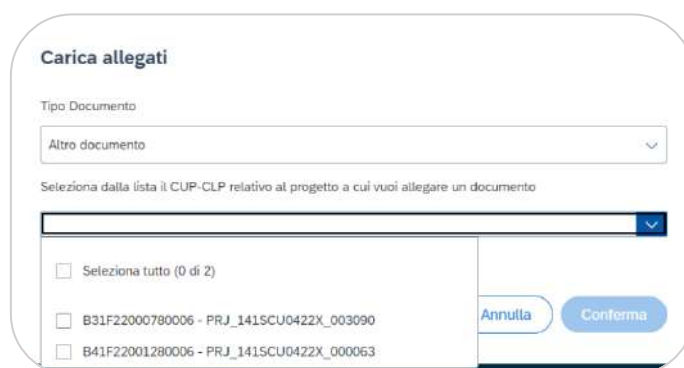 Carica allegati
Tipo Documento
Altro documento
Seleziona dalla lista il CUP-CLP relativo al progetto a cui vuoi allegare un documento
Seleziona tutto (0 di 2)
B31F22000780006 - PRJ_141SCU0422X_003090
Annulla Conferma
B41F22001280006 - PRJ_141SCU0422X_000063